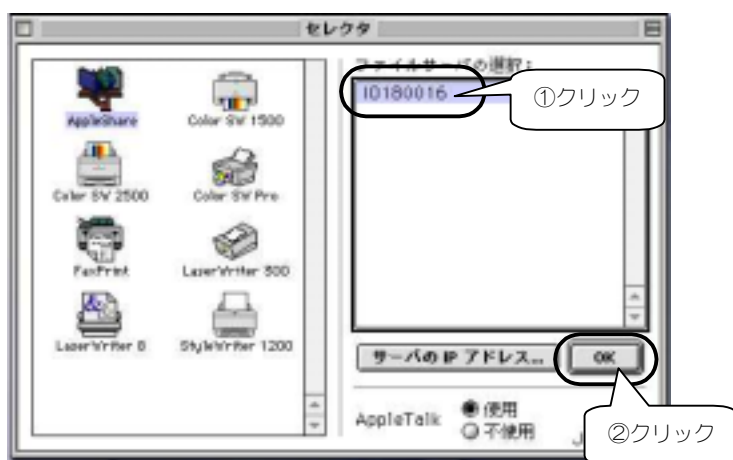 セレクタ
AppleShare
Color SW 1500
Color SW 2500
Color SW Pro
FaxPrint
LaserWriter 300
LaserWriter 8
StyleWriter 1200
ファイルサーバの選択:
I0180016
①クリック
サーバの IP アドレス...
OK
AppleTalk
使用
不使用
②クリック